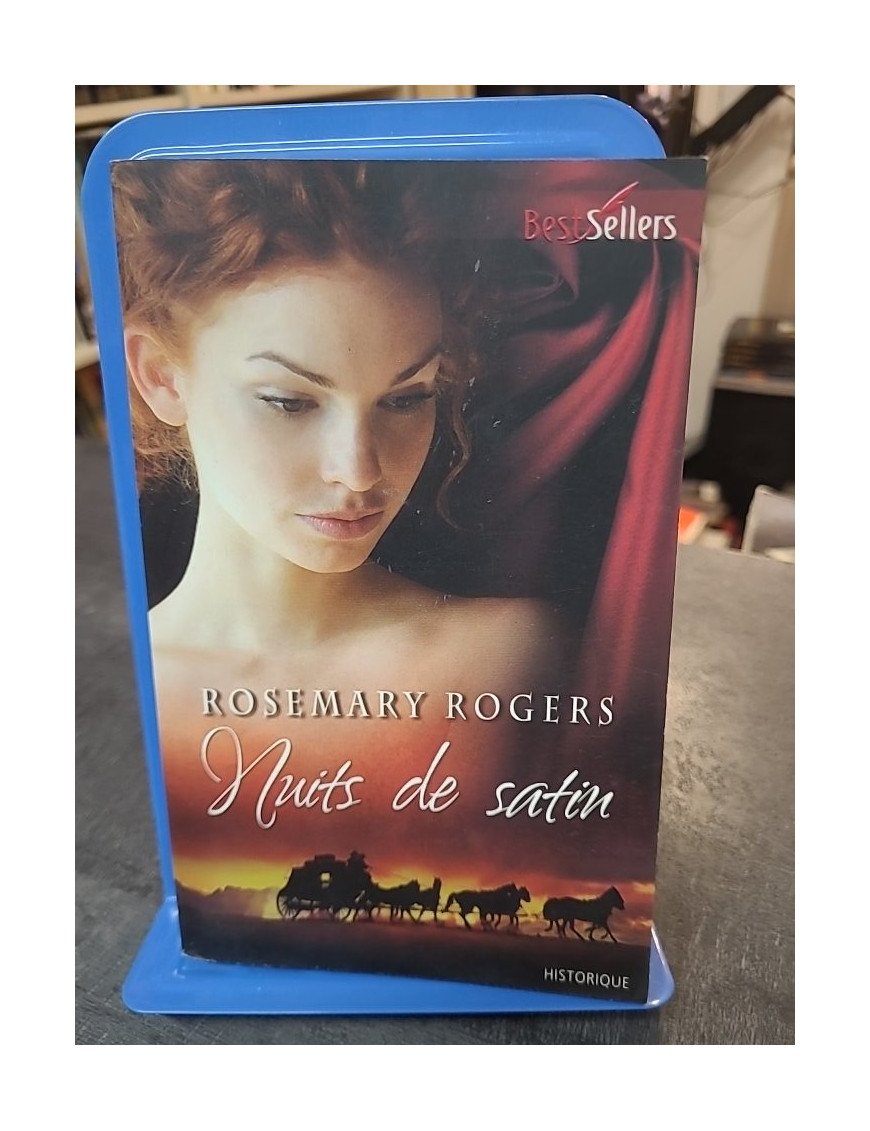 BestSellers
ROSEMARY ROGERS
Nuits de satin
HISTORIQUE